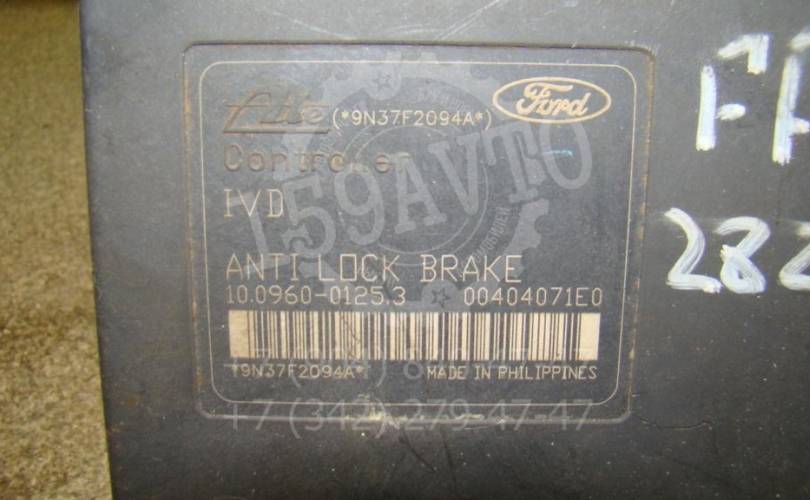 Ate (*9N37F2094A*) Ford
Controller
IVD
ANTI LOCK BRAKE
10.0960-0125.3 00404071E0
*9N37F2094A* MADE IN PHILIPPINES
159AVTO
+7 (342) 279-47-47
282